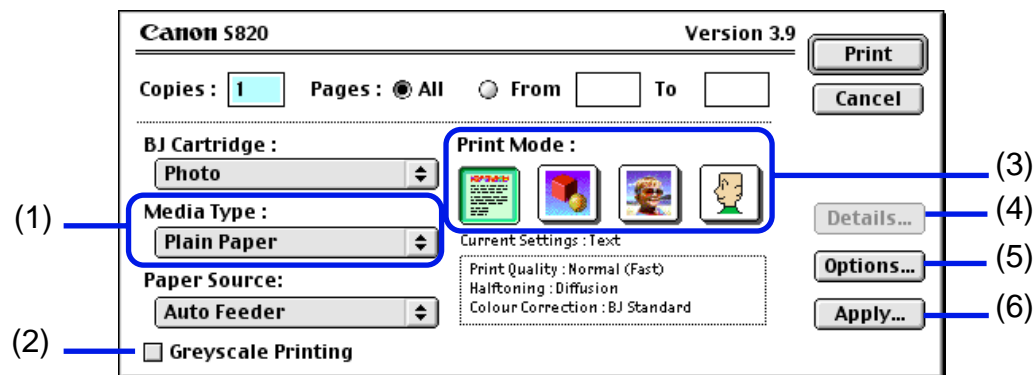 Canon S820 Version 3.9
Print
Copies : 1 Pages : All From To
Cancel
BJ Cartridge :
Photo
Print Mode :
(3)
(1)
Media Type :
Plain Paper
Details...
(4)
Current Settings : Text
Paper Source:
Auto Feeder
Print Quality : Normal (Fast)
Halftoning : Diffusion
Colour Correction : BJ Standard
Options...
(5)
Apply...
(6)
(2)
Greyscale Printing